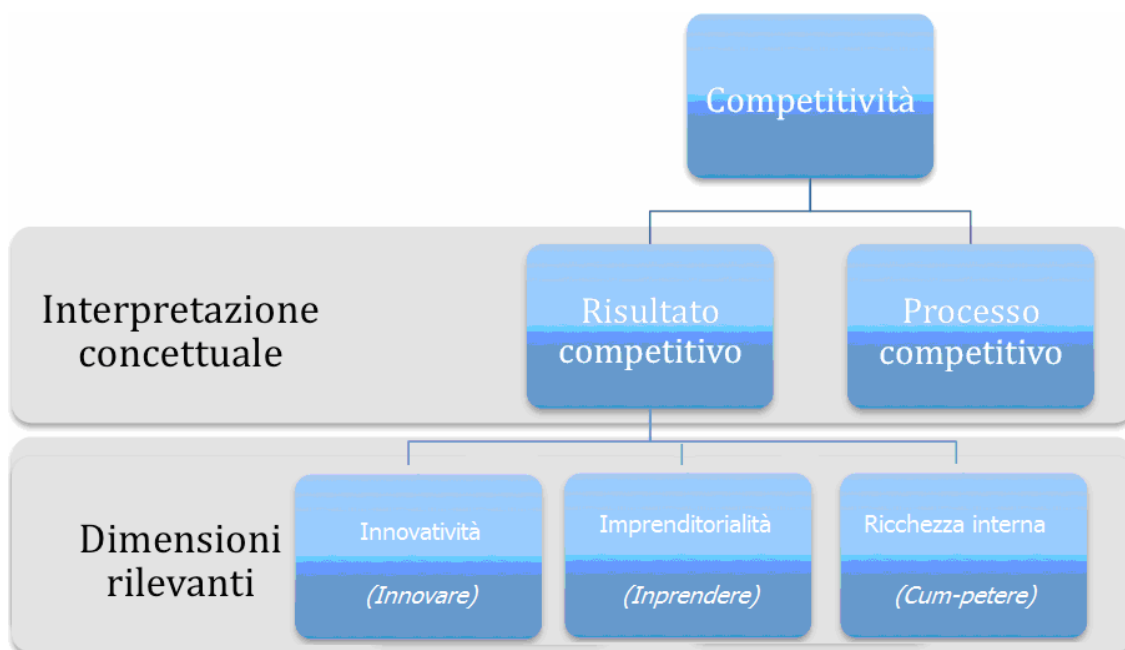 Competitività
Interpretazione
concettuale
Risultato
competitivo
Processo
competitivo
Dimensioni
rilevanti
Innovatività
(Innovare)
Imprenditorialità
(Inprendere)
Ricchezza interna
(Cum-petere)